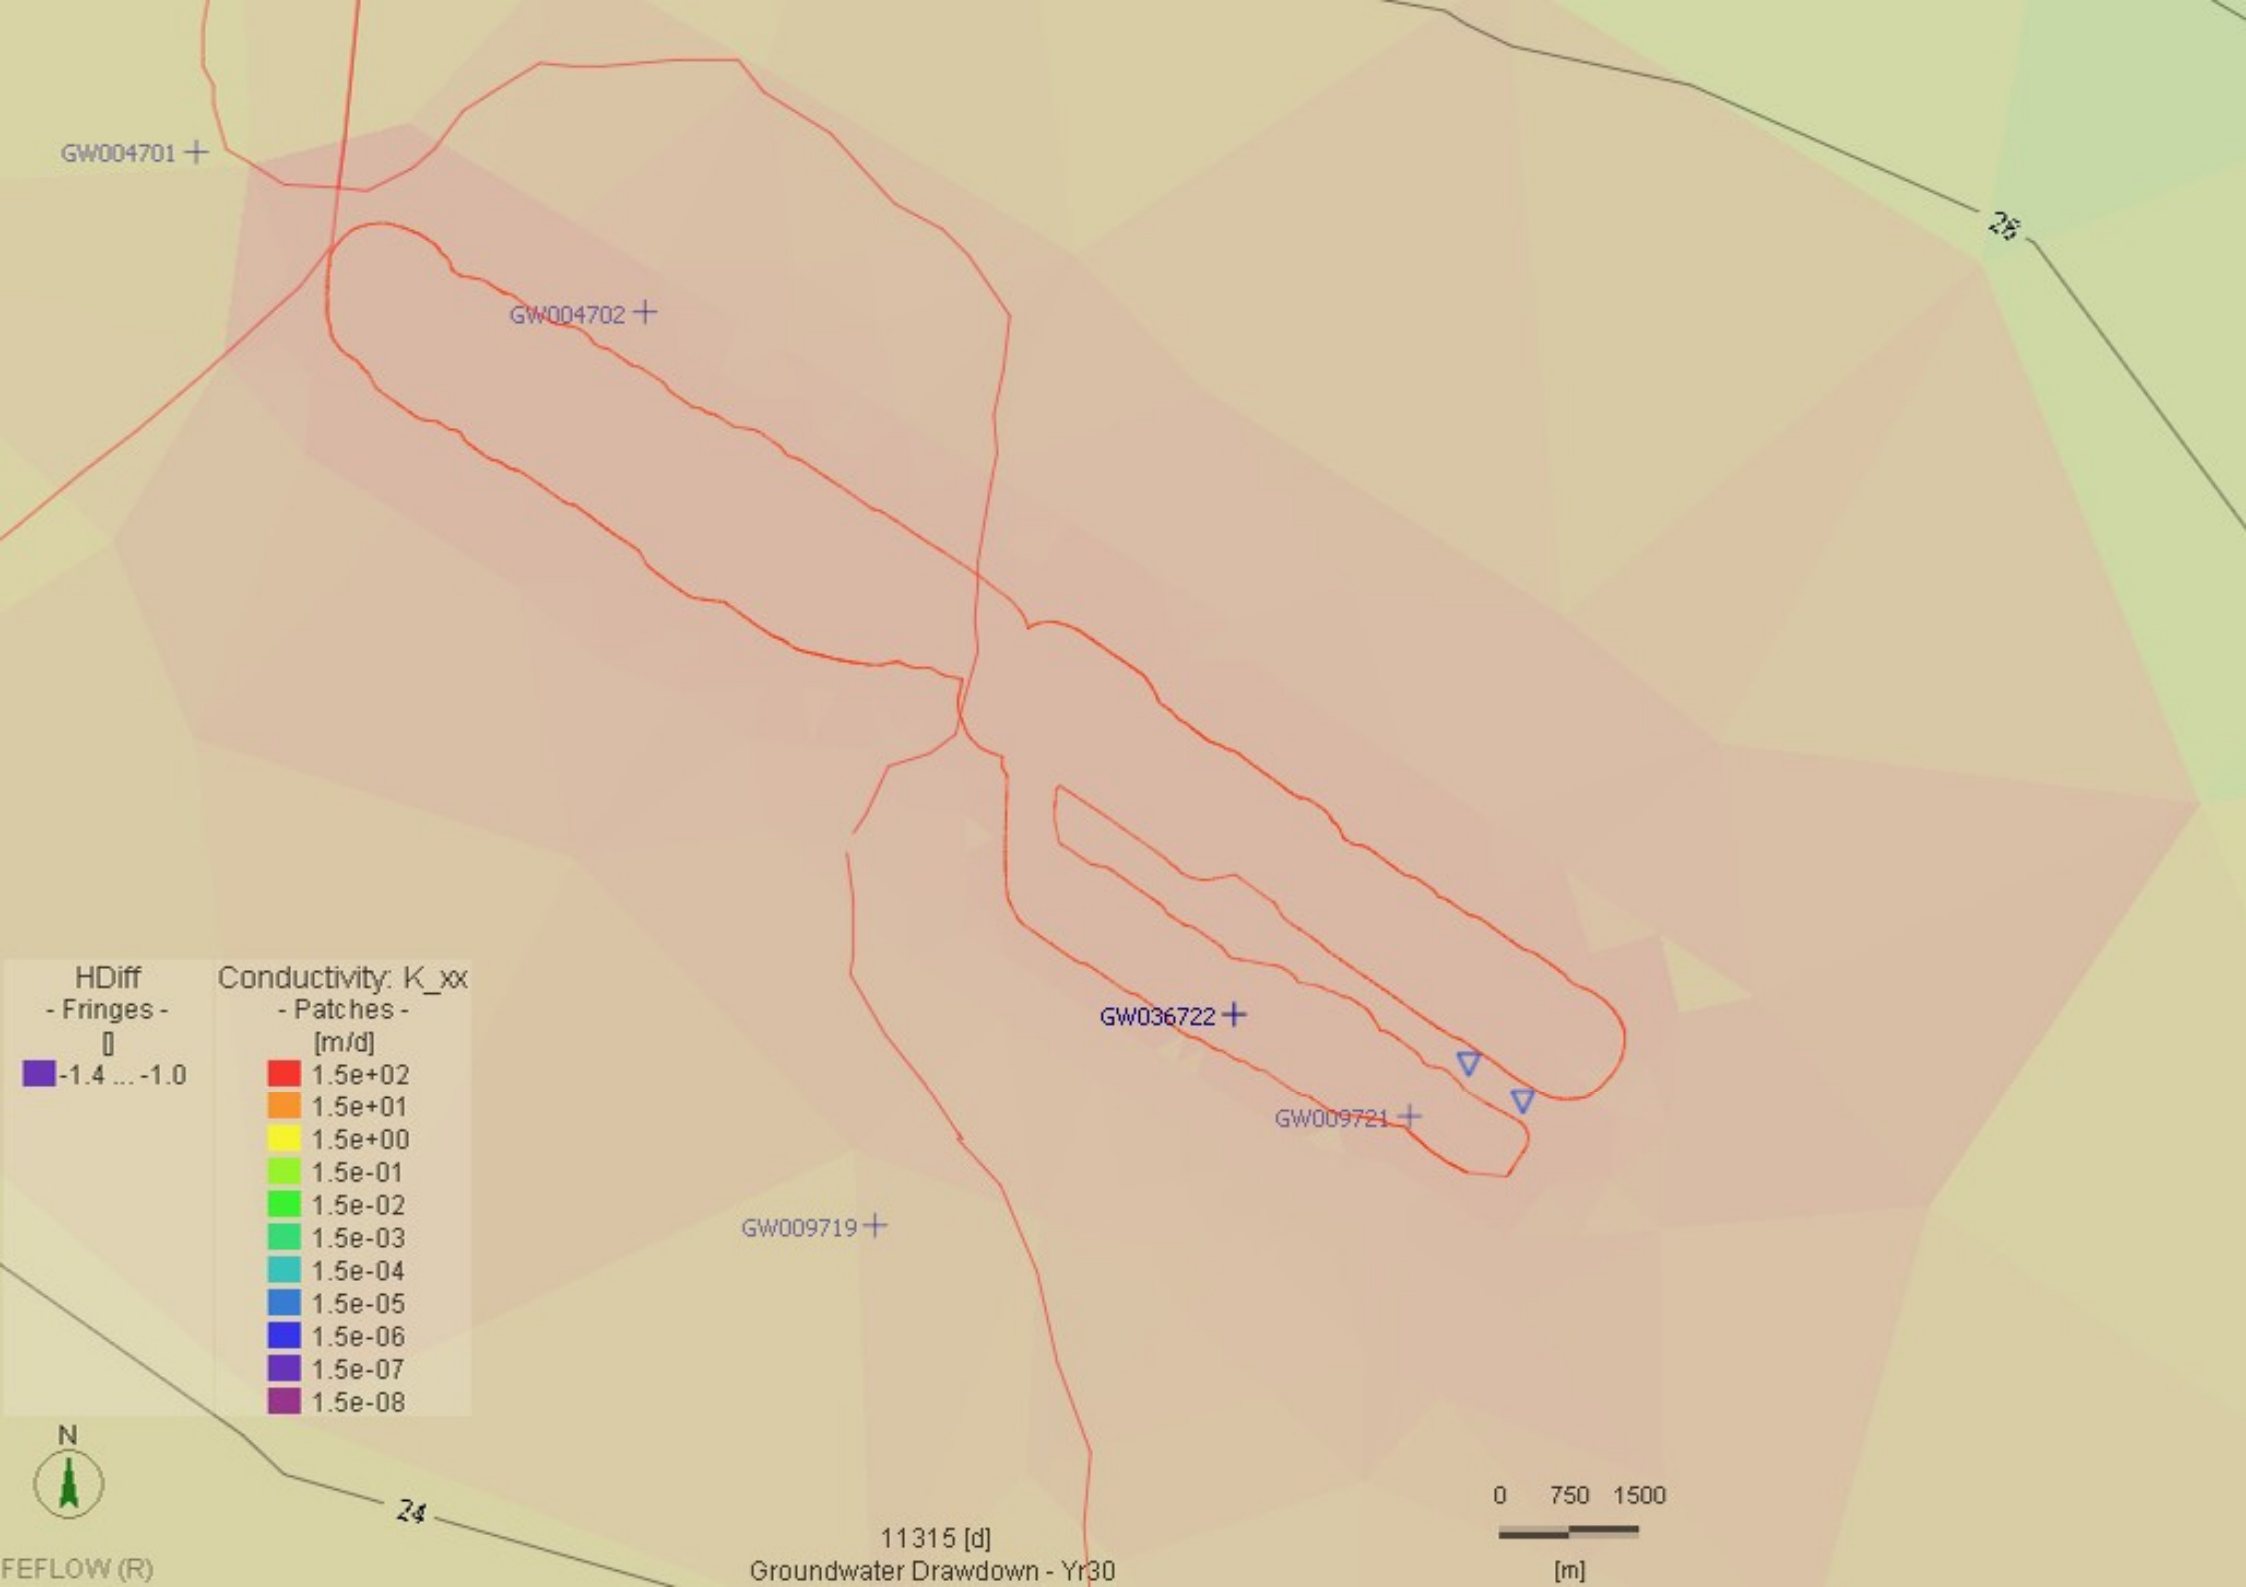 26
GW004701
GW004702
GW036722
GW009721
GW009719
HDiff
- Fringes -
[]
-1.4 ... -1.0
Conductivity: K_xx
- Patches -
[m/d]
1.5e+02
1.5e+01
1.5e+00
1.5e-01
1.5e-02
1.5e-03
1.5e-04
1.5e-05
1.5e-06
1.5e-07
1.5e-08
N
24
0 750 1500
[m]
11315 [d]
Groundwater Drawdown - Yr30
FEFLOW (R)